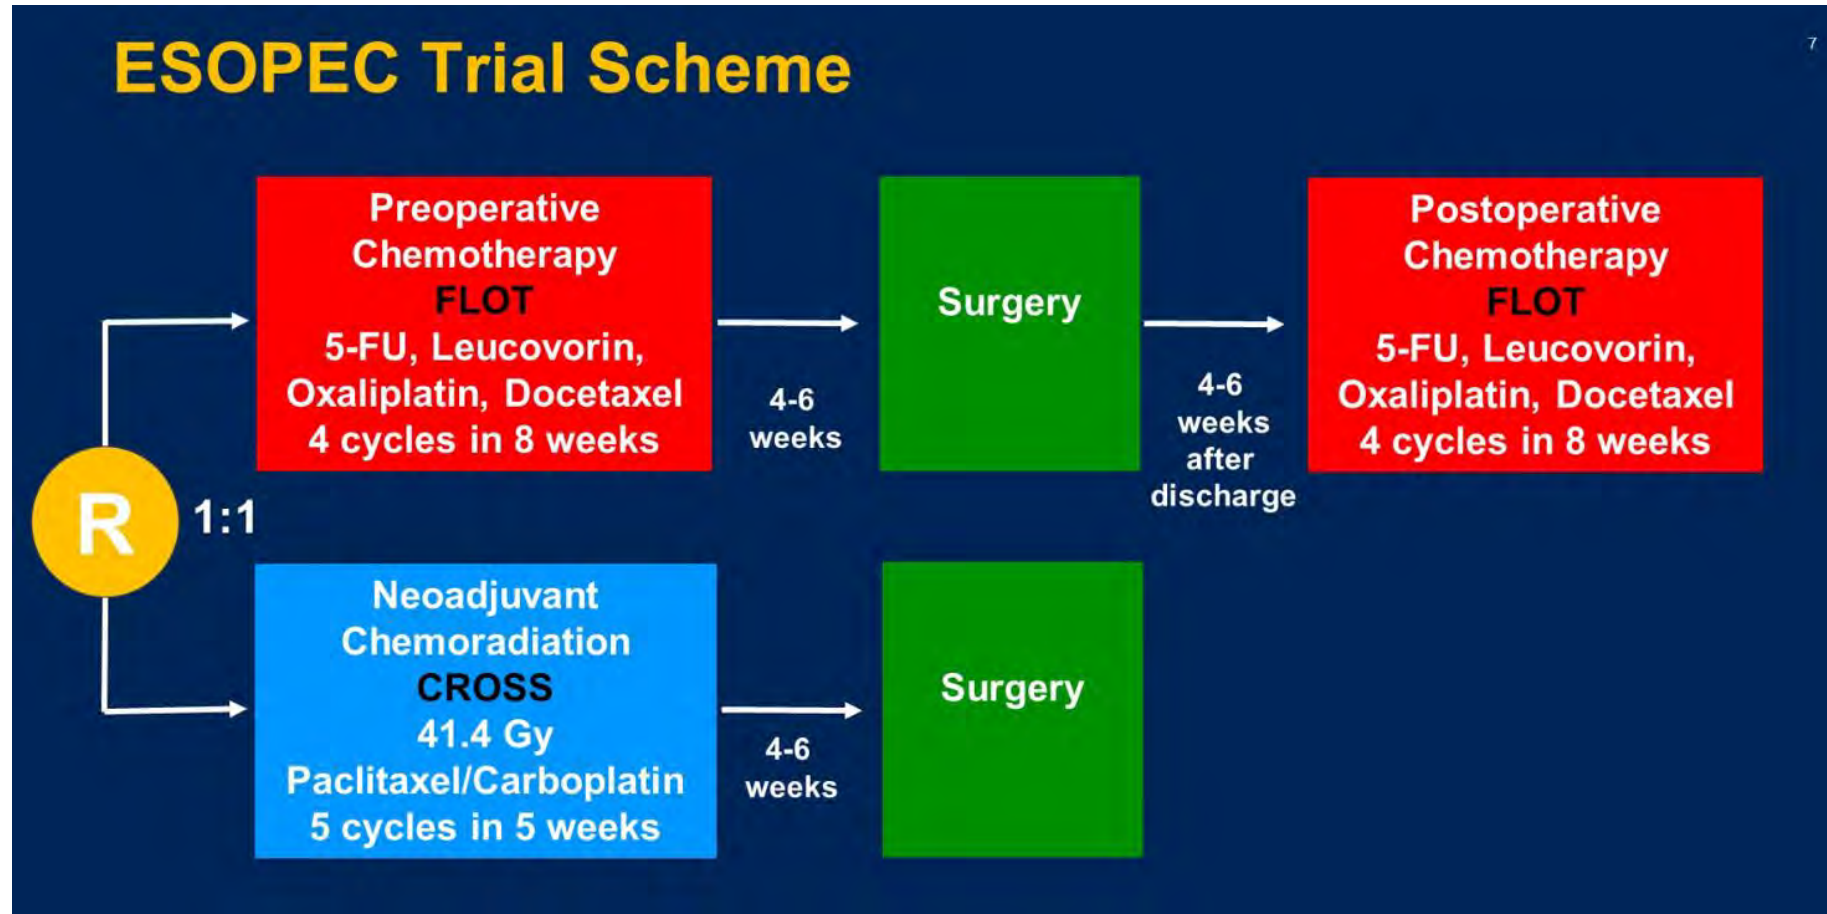 ESOPEC Trial Scheme
7
Preoperative
Chemotherapy
FLOT
5-FU, Leucovorin,
Oxaliplatin, Docetaxel
4 cycles in 8 weeks
4-6
weeks
Surgery
4-6
weeks
after
discharge
Postoperative
Chemotherapy
FLOT
5-FU, Leucovorin,
Oxaliplatin, Docetaxel
4 cycles in 8 weeks
R
1:1
Neoadjuvant
Chemoradiation
CROSS
41.4 Gy
Paclitaxel/Carboplatin
5 cycles in 5 weeks
4-6
weeks
Surgery